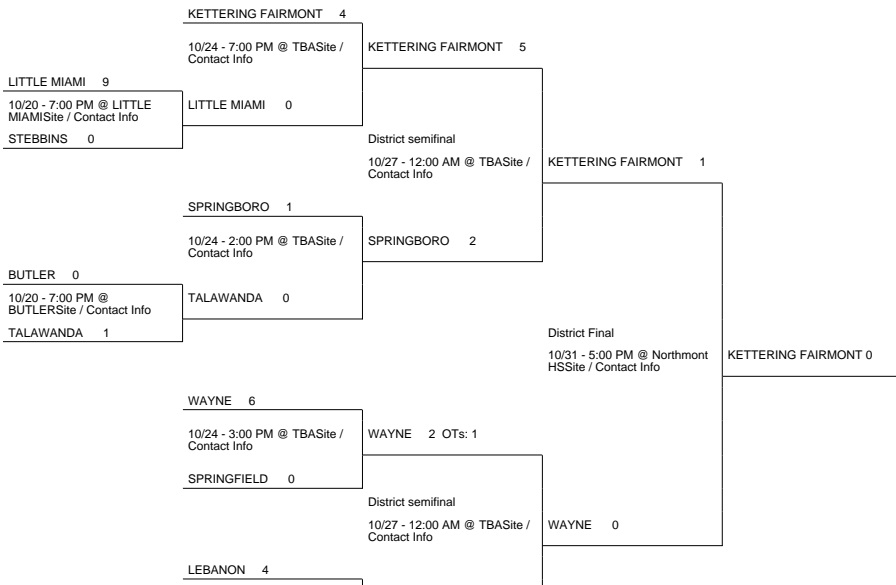 KETTERING FAIRMONT 4
10/24 - 7:00 PM @ TBASite /
Contact Info
KETTERING FAIRMONT 5
LITTLE MIAMI 9
10/20 - 7:00 PM @ LITTLE
MIAMISite / Contact Info
LITTLE MIAMI 0
STEBBINS 0
District semifinal
10/27 - 12:00 AM @ TBASite /
Contact Info
KETTERING FAIRMONT 1
SPRINGBORO 1
10/24 - 2:00 PM @ TBASite /
Contact Info
SPRINGBORO 2
BUTLER 0
10/20 - 7:00 PM @
BUTLERSite / Contact Info
TALAWANDA 0
TALAWANDA 1
District Final
10/31 - 5:00 PM @ Northmont
HSSite / Contact Info
KETTERING FAIRMONT 0
WAYNE 6
10/24 - 3:00 PM @ TBASite /
Contact Info
WAYNE 2 OTs: 1
SPRINGFIELD 0
District semifinal
10/27 - 12:00 AM @ TBASite /
Contact Info
WAYNE 0
LEBANON 4